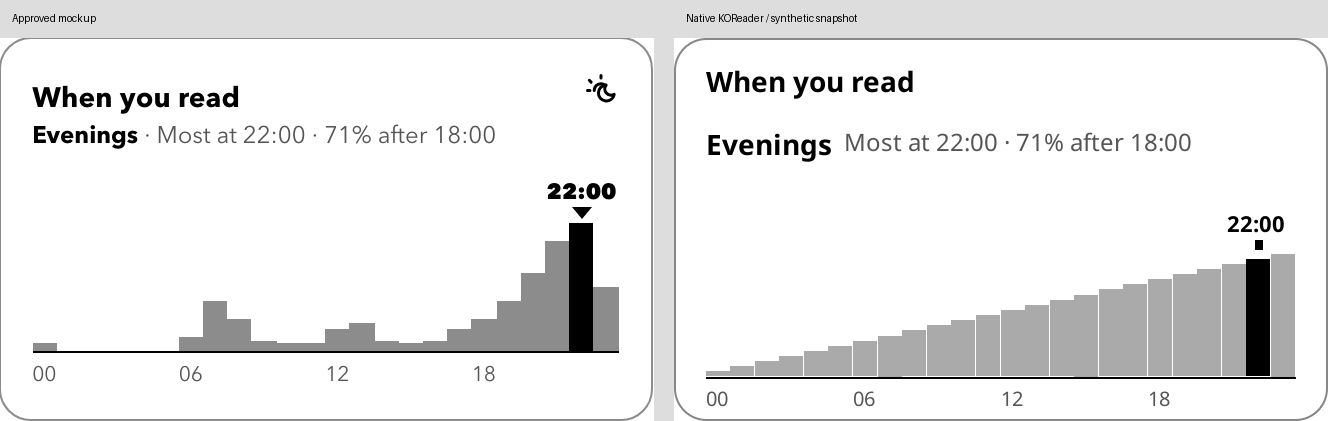 Approved mockup
When you read
Evenings · Most at 22:00 · 71% after 18:00
22:00
00 06 12 18
Native KOReader / synthetic snapshot
When you read
Evenings Most at 22:00 · 71% after 18:00
22:00
00 06 12 18